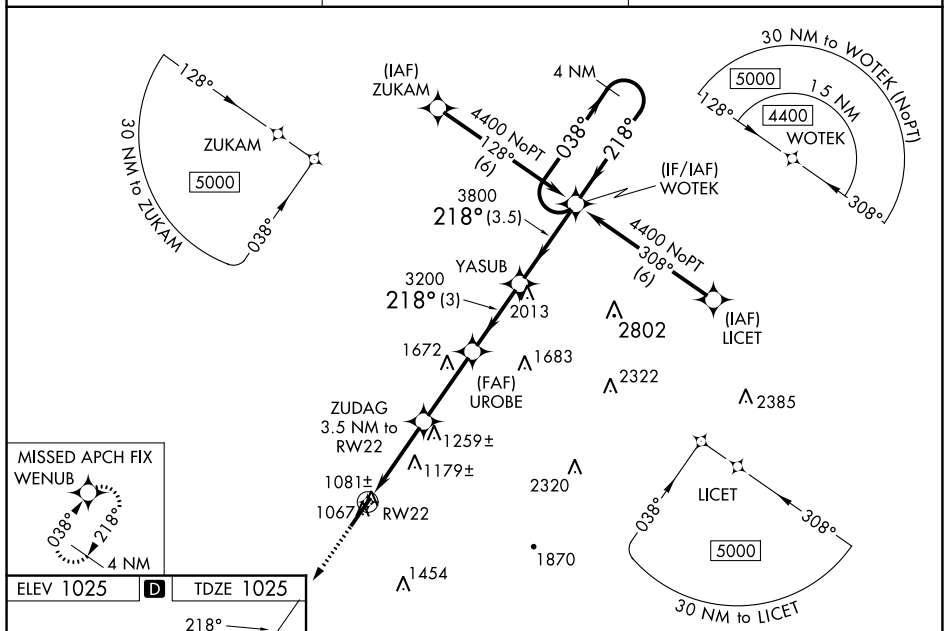 128°
ZUKAM
5000
038°
30 NM to ZUKAM
(IAF)
ZUKAM
4400 NoPT
128°
(6)
4 NM
038°
218°
(IF/IAF)
WOTEK
30 NM to WOTEK (NoPT)
5000
15 NM
4400
128°
WOTEK
308°
3800
218° (3.5)
4400 NoPT
308°
(6)
(IAF)
LICET
YASUB
3200
218° (3)
2013
2802
1672
1683
(FAF)
UROBE
2322
2385
ZUDAG
3.5 NM to
RW22
1259±
1179±
1081±
1067
RW22
2320
1870
1454
LICET
038°
308°
5000
30 NM to LICET
MISSED APCH FIX
WENUB
038°
218°
4 NM
ELEV 1025
D
TDZE 1025
218°